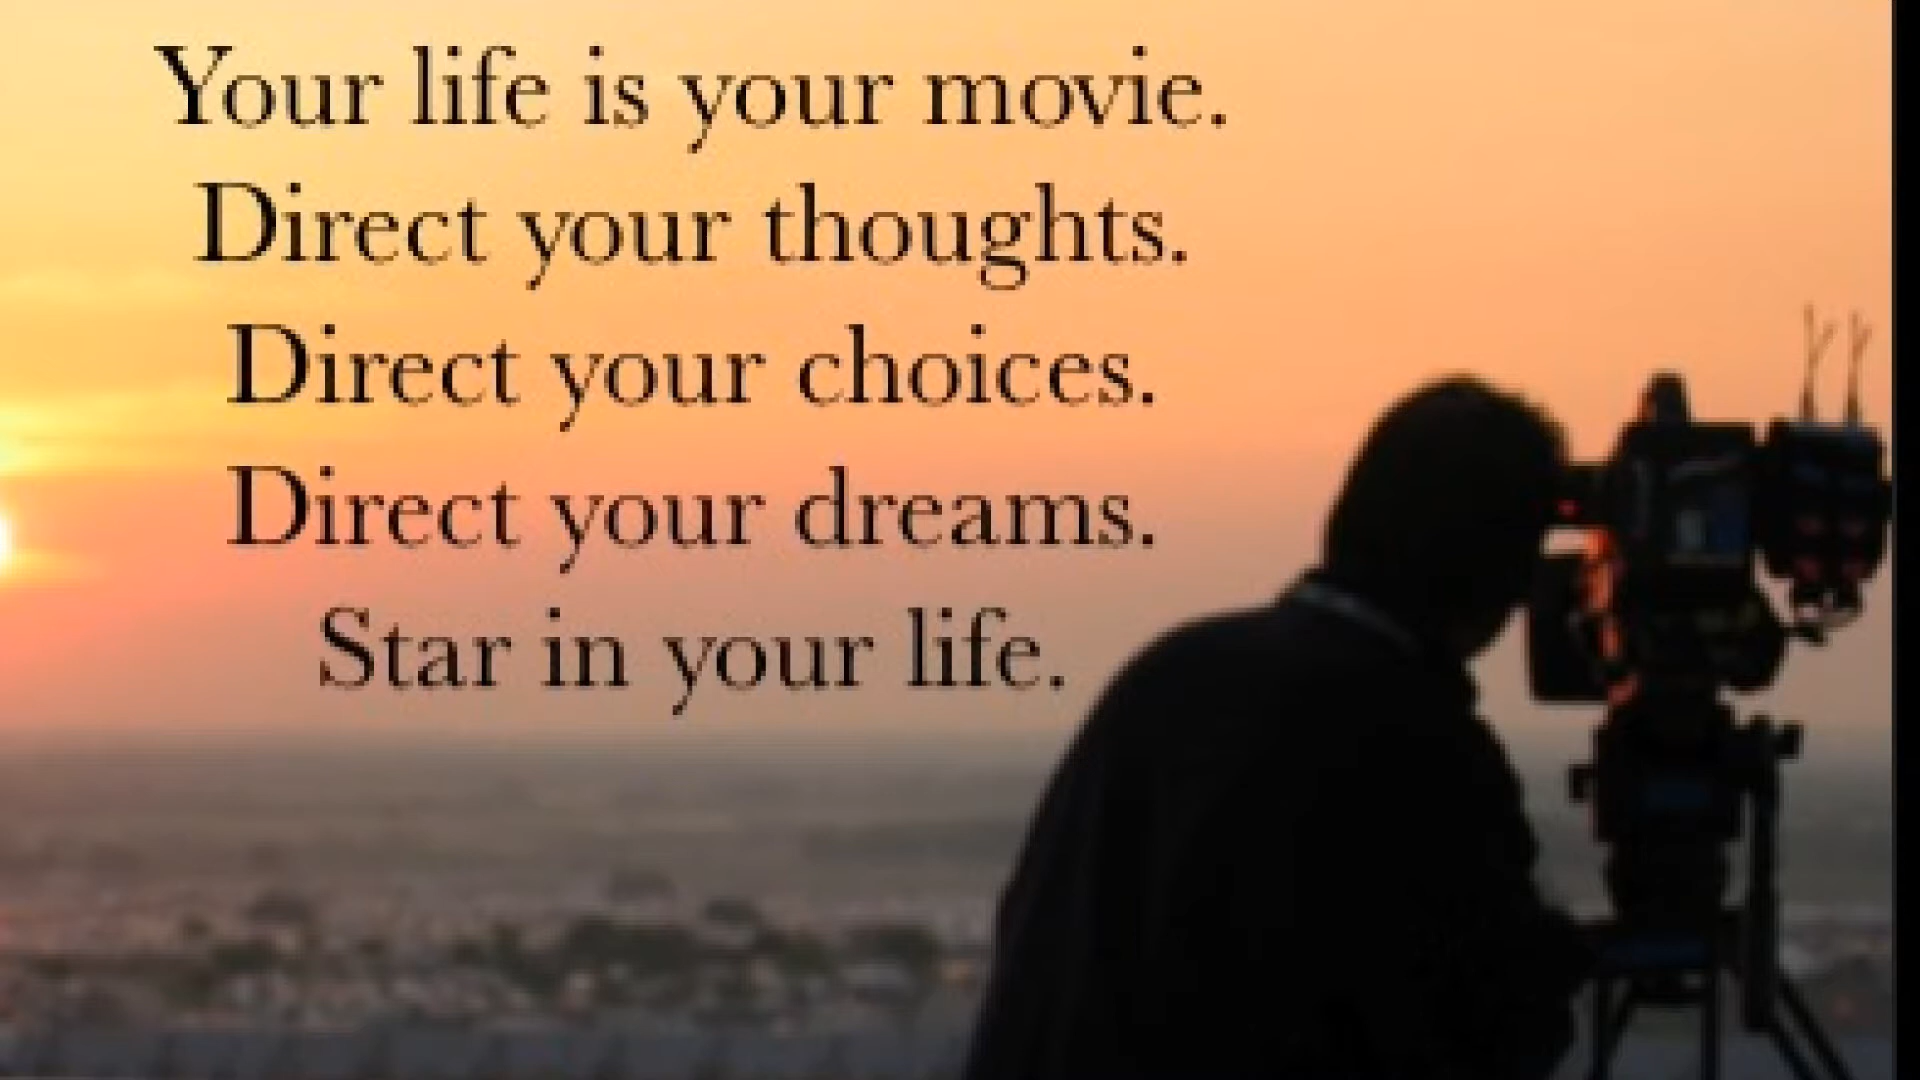 Your life is your movie.
Direct your thoughts.
Direct your choices.
Direct your dreams.
Star in your life.